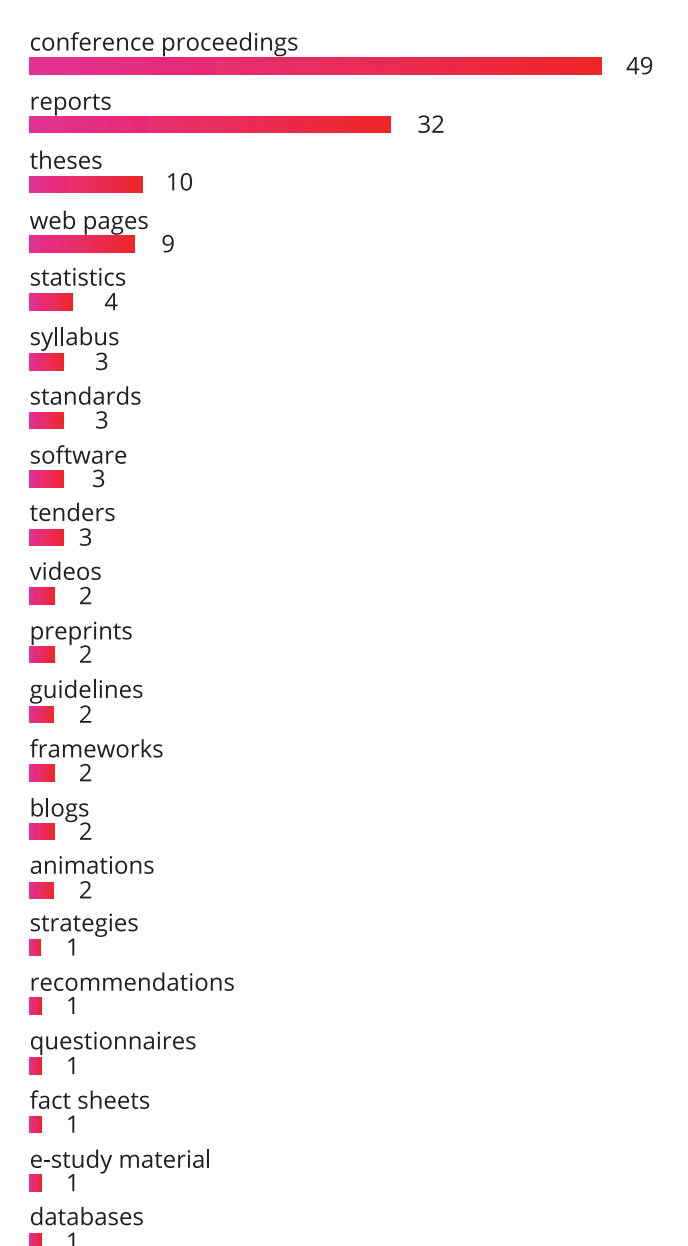 conference proceedings
49
reports
32
theses
10
web pages
9
statistics
4
syllabus
3
standards
3
software
3
tenders
3
videos
2
preprints
2
guidelines
2
frameworks
2
blogs
2
animations
2
strategies
1
recommendations
1
questionnaires
1
fact sheets
1
e-study material
1
databases
1